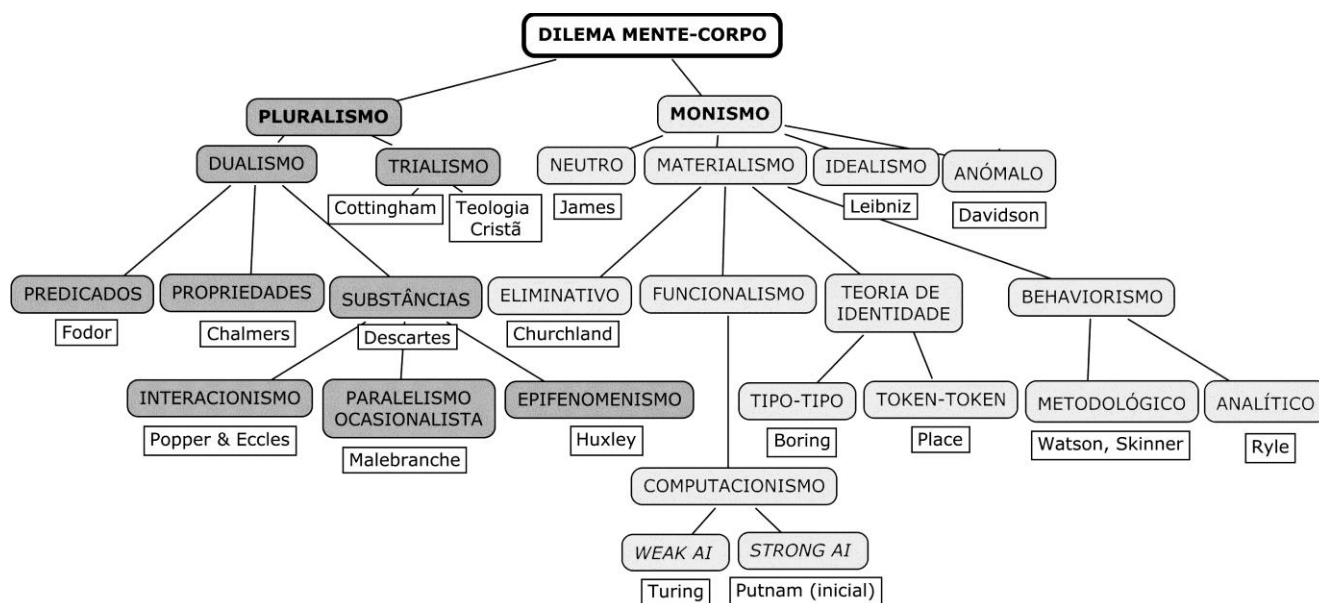 DILEMA MENTE-CORPO
PLURALISMO
MONISMO
DUALISMO
TRIALISMO
NEUTRO
MATERIALISMO
IDEALISMO
ANÓMALO
Cottingham
Teologia
Cristã
James
Leibniz
Davidson
PREDICADOS
PROPRIEDADES
SUBSTÂNCIAS
ELIMINATIVO
FUNCIONALISMO
TEORIA DE
IDENTIDADE
BEHAVIORISMO
Fodor
Chalmers
Descartes
Churchland
INTERACIONISMO
PARALELISMO
OCASIONALISTA
EPIFENOMENISMO
TIPO-TIPO
TOKEN-TOKEN
METODOLÓGICO
ANALÍTICO
Popper & Eccles
Malebranche
Huxley
Boring
Place
Watson, Skinner
Ryle
COMPUTACIONISMO
WEAK AI
STRONG AI
Turing
Putnam (inicial)